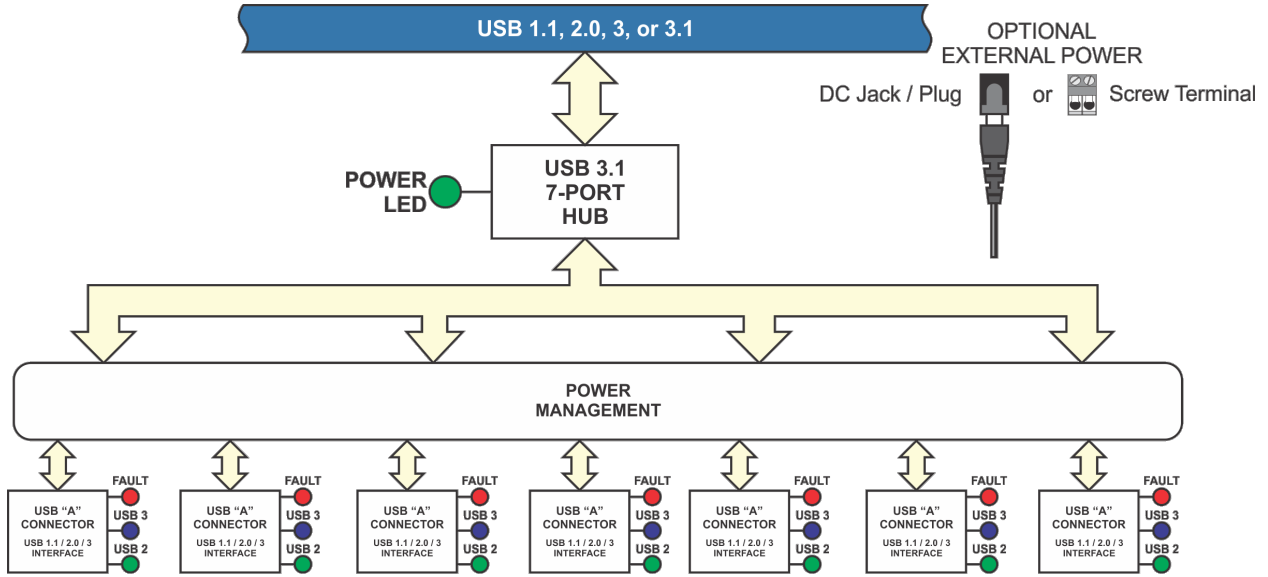 USB 1.1, 2.0, 3, or 3.1
OPTIONAL
EXTERNAL POWER
DC Jack / Plug
or
Screw Terminal
USB 3.1
7-PORT
HUB
POWER
LED
POWER
MANAGEMENT
USB “A”
CONNECTOR
USB 1.1 / 2.0 / 3
INTERFACE
FAULT
USB 3
USB 2
USB “A”
CONNECTOR
USB 1.1 / 2.0 / 3
INTERFACE
FAULT
USB 3
USB 2
USB “A”
CONNECTOR
USB 1.1 / 2.0 / 3
INTERFACE
FAULT
USB 3
USB 2
USB “A”
CONNECTOR
USB 1.1 / 2.0 / 3
INTERFACE
FAULT
USB 3
USB 2
USB “A”
CONNECTOR
USB 1.1 / 2.0 / 3
INTERFACE
FAULT
USB 3
USB 2
USB “A”
CONNECTOR
USB 1.1 / 2.0 / 3
INTERFACE
FAULT
USB 3
USB 2
USB “A”
CONNECTOR
USB 1.1 / 2.0 / 3
INTERFACE
FAULT
USB 3
USB 2